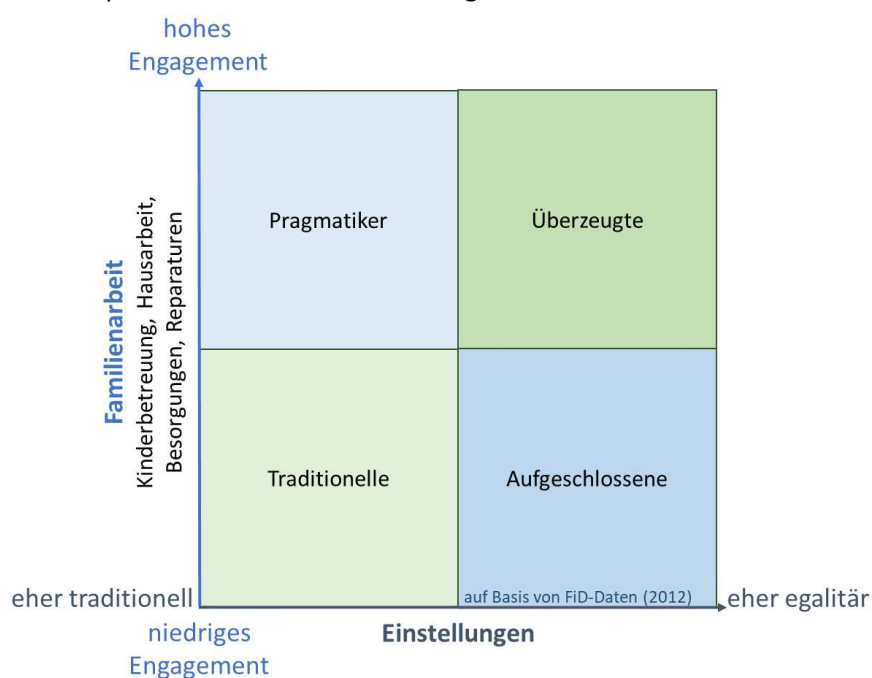 hohes
Engagement
Familienarbeit
Kinderbetreuung, Hausarbeit,
Besorgungen, Reparaturen
Pragmatiker
Überzeugte
Traditionelle
Aufgeschlossene
auf Basis von FiD-Daten (2012)
eher traditionell
eher egalitär
niedriges
Engagement
Einstellungen